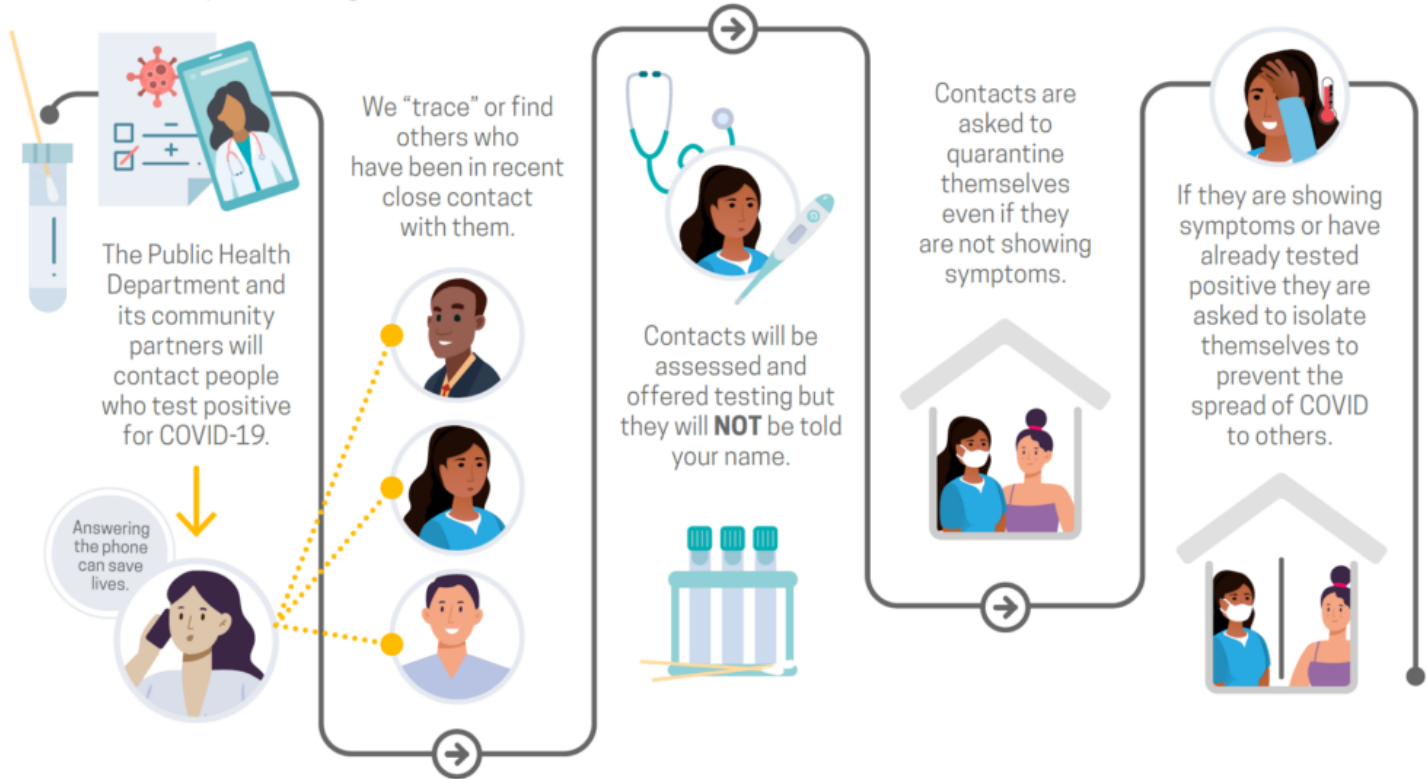 The Public Health
Department and
its community
partners will
contact people
who test positive
for COVID-19.
Answering
the phone
can save
lives.
We “trace” or find
others who
have been in recent
close contact
with them.
Contacts will be
assessed and
offered testing but
they will NOT be told
your name.
Contacts are
asked to
quarantine
themselves
even if they
are not showing
symptoms.
If they are showing
symptoms or have
already tested
positive they are
asked to isolate
themselves to
prevent the
spread of COVID
to others.